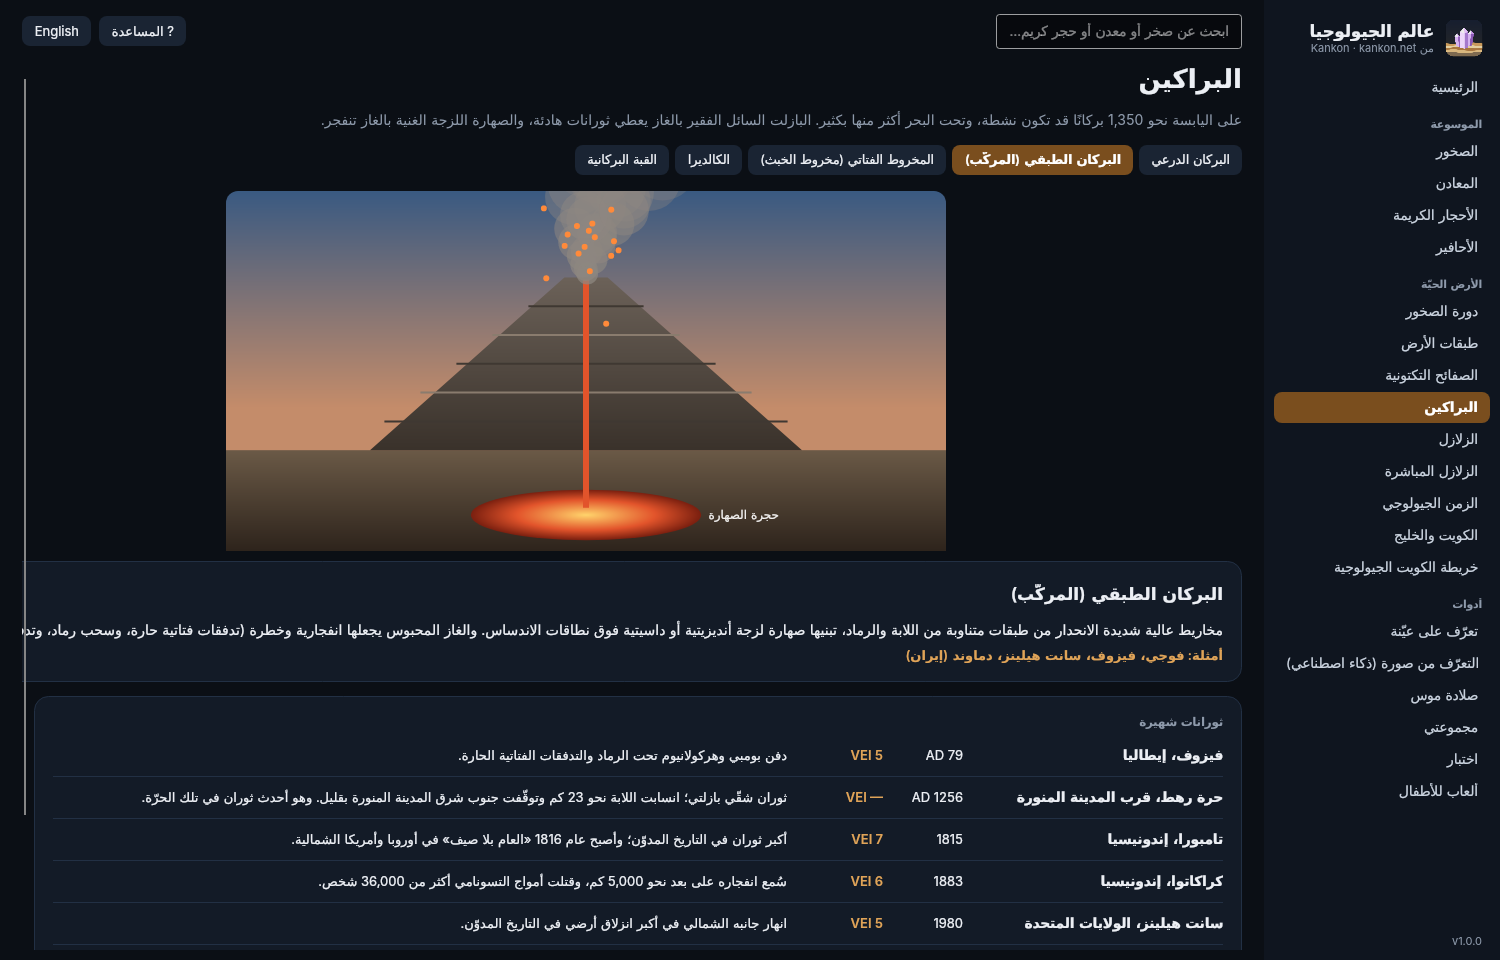 عالم الجيولوجيا
من Kankon · kankon.net
الرئيسية
الموسوعة
الصخور
المعادن
الأحجار الكريمة
الأحافير
الأرض الحيّة
دورة الصخور
طبقات الأرض
الصفائح التكتونية
البراكين
الزلازل
الزلازل المباشرة
الزمن الجيولوجي
الكويت والخليج
خريطة الكويت الجيولوجية
أدوات
تعرّف على عيّنة
التعرّف من صورة (ذكاء اصطناعي)
صلادة موس
مجموعتي
اختبار
ألعاب للأطفال
v1.0.0
ابحث عن صخر أو معدن أو حجر كريم...
? المساعدة
English
البراكين
على اليابسة نحو 1,350 بركانًا قد تكون نشطة، وتحت البحر أكثر منها بكثير. البازلت السائل الفقير بالغاز يعطي ثورانات هادئة، والصهارة اللزجة الغنية بالغاز تنفجر.
البركان الدرعي
البركان الطبقي (المركّب)
المخروط الفتاتي (مخروط الخبث)
الكالديرا
القبة البركانية
حجرة الصهارة
البركان الطبقي (المركّب)
مخاريط عالية شديدة الانحدار من طبقات متناوبة من اللابة والرماد، تبنيها صهارة لزجة أنديزيتية أو داسيتية فوق نطاقات الاندساس. والغاز المحبوس يجعلها انفجارية وخطرة (تدفقات فتاتية حارة، وسحب رماد،
أمثلة: فوجي، فيزوف، سانت هيلينز، دماوند (إيران)
ثورانات شهيرة
فيزوف، إيطاليا AD 79 VEI 5 دفن بومبي وهركولانيوم تحت الرماد والتدفقات الفتاتية الحارة.
حرة رهط، قرب المدينة المنورة AD 1256 VEI — ثوران شقّي بازلتي؛ انسابت اللابة نحو 23 كم وتوقّفت جنوب شرق المدينة المنورة بقليل. وهو أحدث ثوران في تلك الحرّة.
تامبورا، إندونيسيا 1815 VEI 7 أكبر ثوران في التاريخ المدوّن؛ وأصبح عام 1816 «العام بلا صيف» في أوروبا وأمريكا الشمالية.
كراكاتوا، إندونيسيا 1883 VEI 6 سُمع انفجاره على بعد نحو 5,000 كم، وقتلت أمواج التسونامي أكثر من 36,000 شخص.
سانت هيلينز، الولايات المتحدة 1980 VEI 5 انهار جانبه الشمالي في أكبر انزلاق أرضي في التاريخ المدوّن.